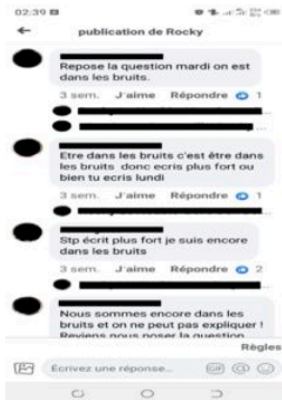 02:39
publication de Rocky
Repose la question mardi on est
dans les bruits.
3 sem. J'aime Répondre 1
Etre dans les bruits c'est être dans
les bruits donc ecris plus fort ou
bien tu ecris lundi
3 sem. J'aime Répondre 1
Stp écrit plus fort je suis encore
dans les bruits
3 sem. J'aime Répondre 2
Nous sommes encore dans les
bruits et on ne peut pas expliquer !
Reviens nous poser la question
Règles
Écrivez une réponse... GIF